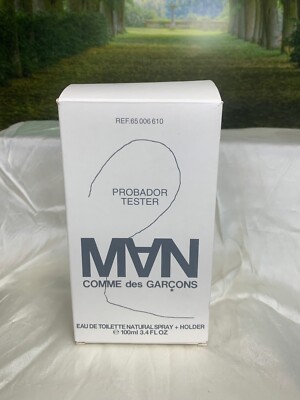 REF.65 006 610
2
PROBADOR
TESTER
MAN
COMME des GARÇONS
EAU DE TOILETTE NATURAL SPRAY + HOLDER
℮ 100ml 3.4 FL OZ